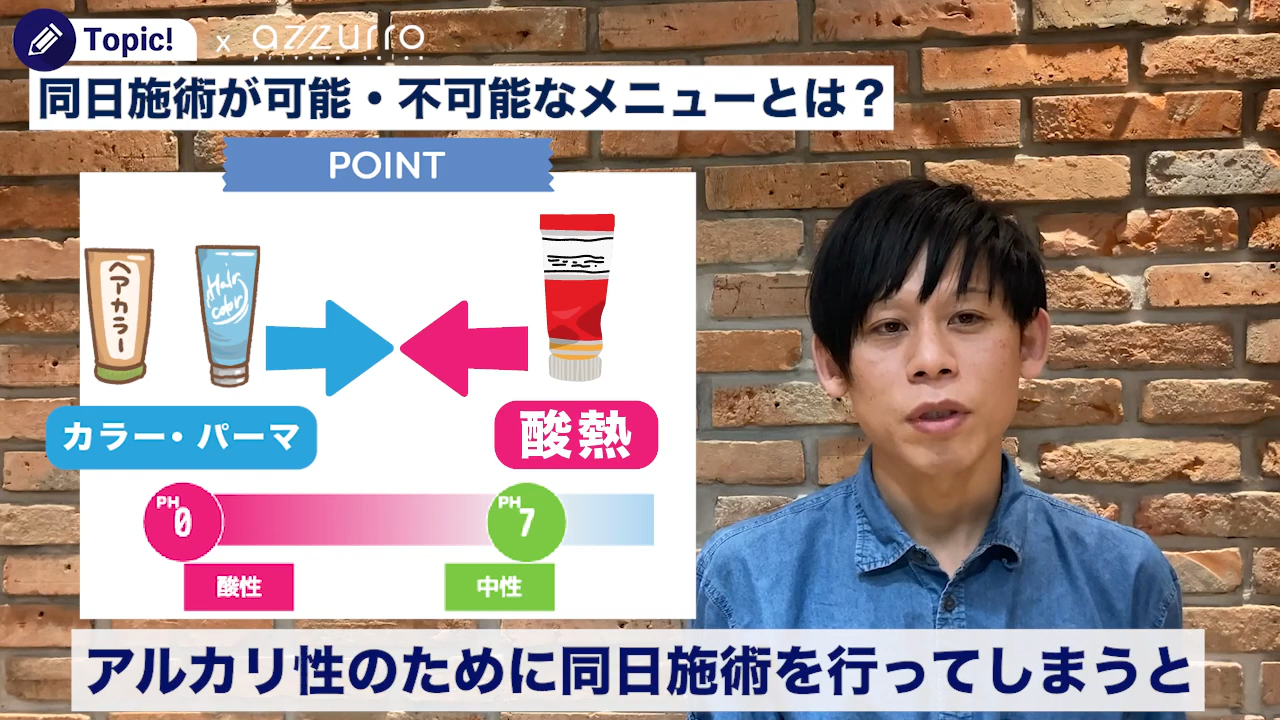 Topic!
x azzurro
private salon
同日施術が可能・不可能なメニューとは？
POINT
ヘアカラー
Hair color
カラー・パーマ
酸熱
PH 0
PH 7
酸性
中性
アルカリ性のために同日施術を行ってしまうと